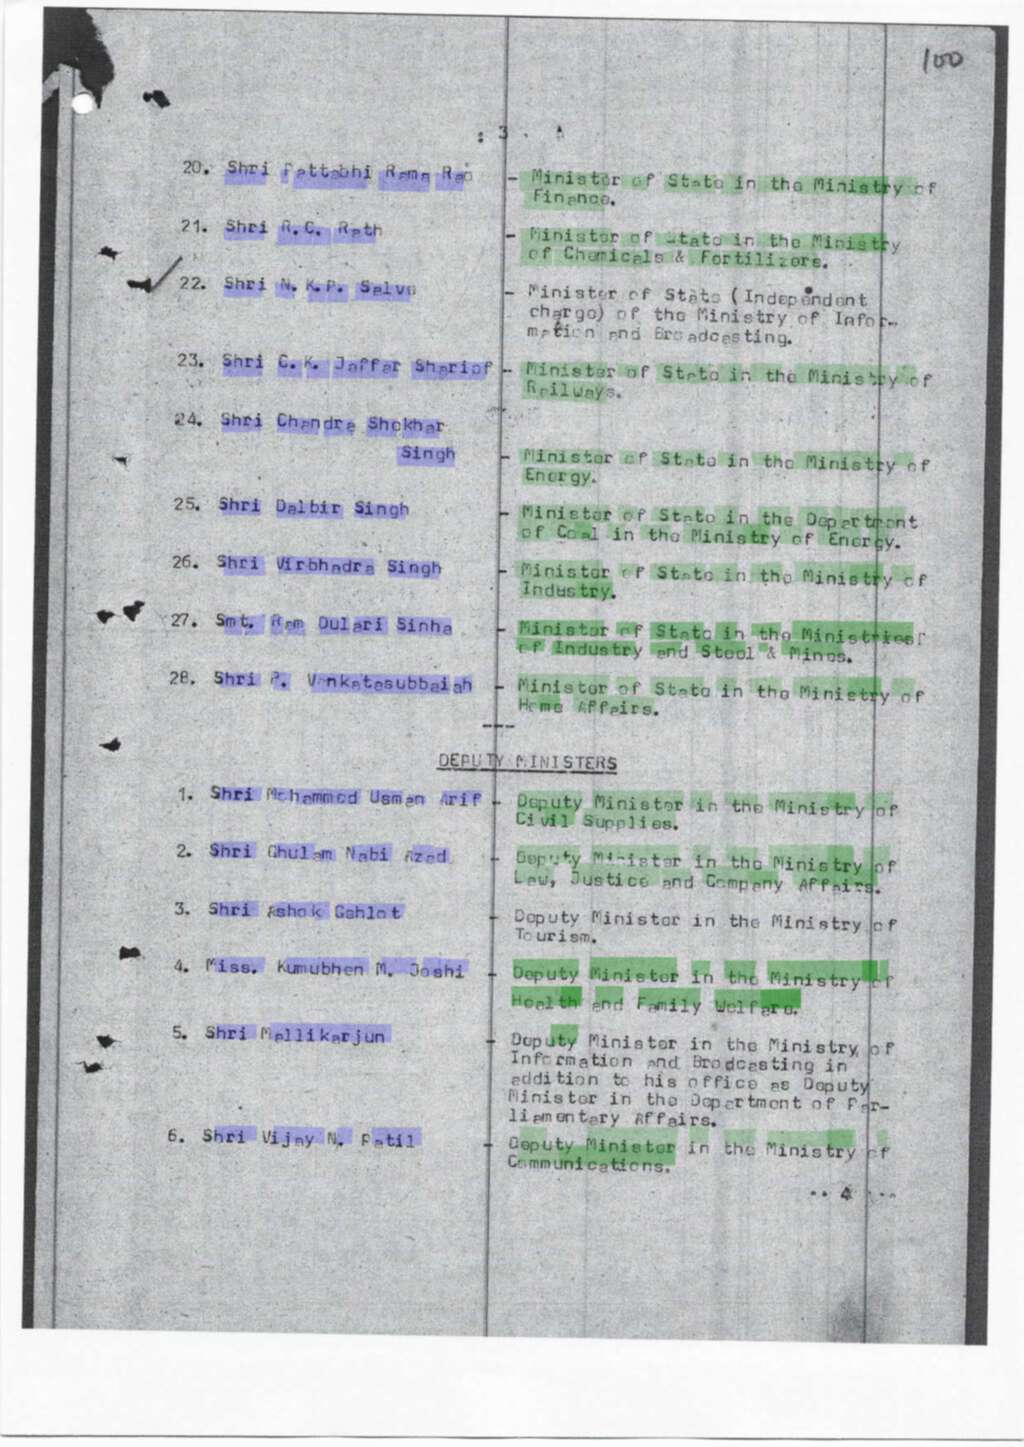 100
: 3 .
20. Shri Pattabhi Rama Rao - Minister of State in the Ministry of
Finance.
21. Shri R.C. Rath - Minister of State in the Ministry
of Chemicals & Fertilizers.
22. Shri N.K.P. Salve - Minister of State (Independent
charge) of the Ministry of Infor-
mation and Broadcasting.
23. Shri C.K. Jaffar Sharief - Minister of State in the Ministry of
Railways.
24. Shri Chandra Shekhar
Singh - Minister of State in the Ministry of
Energy.
25. Shri Dalbir Singh - Minister of State in the Department
of Coal in the Ministry of Energy.
26. Shri Virbhadra Singh - Minister of State in the Ministry of
Industry.
27. Smt. Ram Dulari Sinha - Minister of State in the Ministries
of Industry and Steel & Mines.
28. Shri P. Venkatasubbaiah - Minister of State in the Ministry of
Home Affairs.
----
DEPUTY MINISTERS
1. Shri Mohammed Usman Arif - Deputy Minister in the Ministry of
Civil Supplies.
2. Shri Ghulam Nabi Azad - Deputy Minister in the Ministry of
Law, Justice and Company Affairs.
3. Shri Ashok Gehlot - Deputy Minister in the Ministry of
Tourism.
4. Miss. Kumubhen M. Joshi - Deputy Minister in the Ministry of
Health and Family Welfare.
5. Shri Mallikarjun - Deputy Minister in the Ministry of
Information and Brodcasting in
addition to his office as Deputy
Minister in the Department of Par-
liamentary Affairs.
6. Shri Vijay N. Patil - Deputy Minister in the Ministry of
Communications.
.. 4 ...